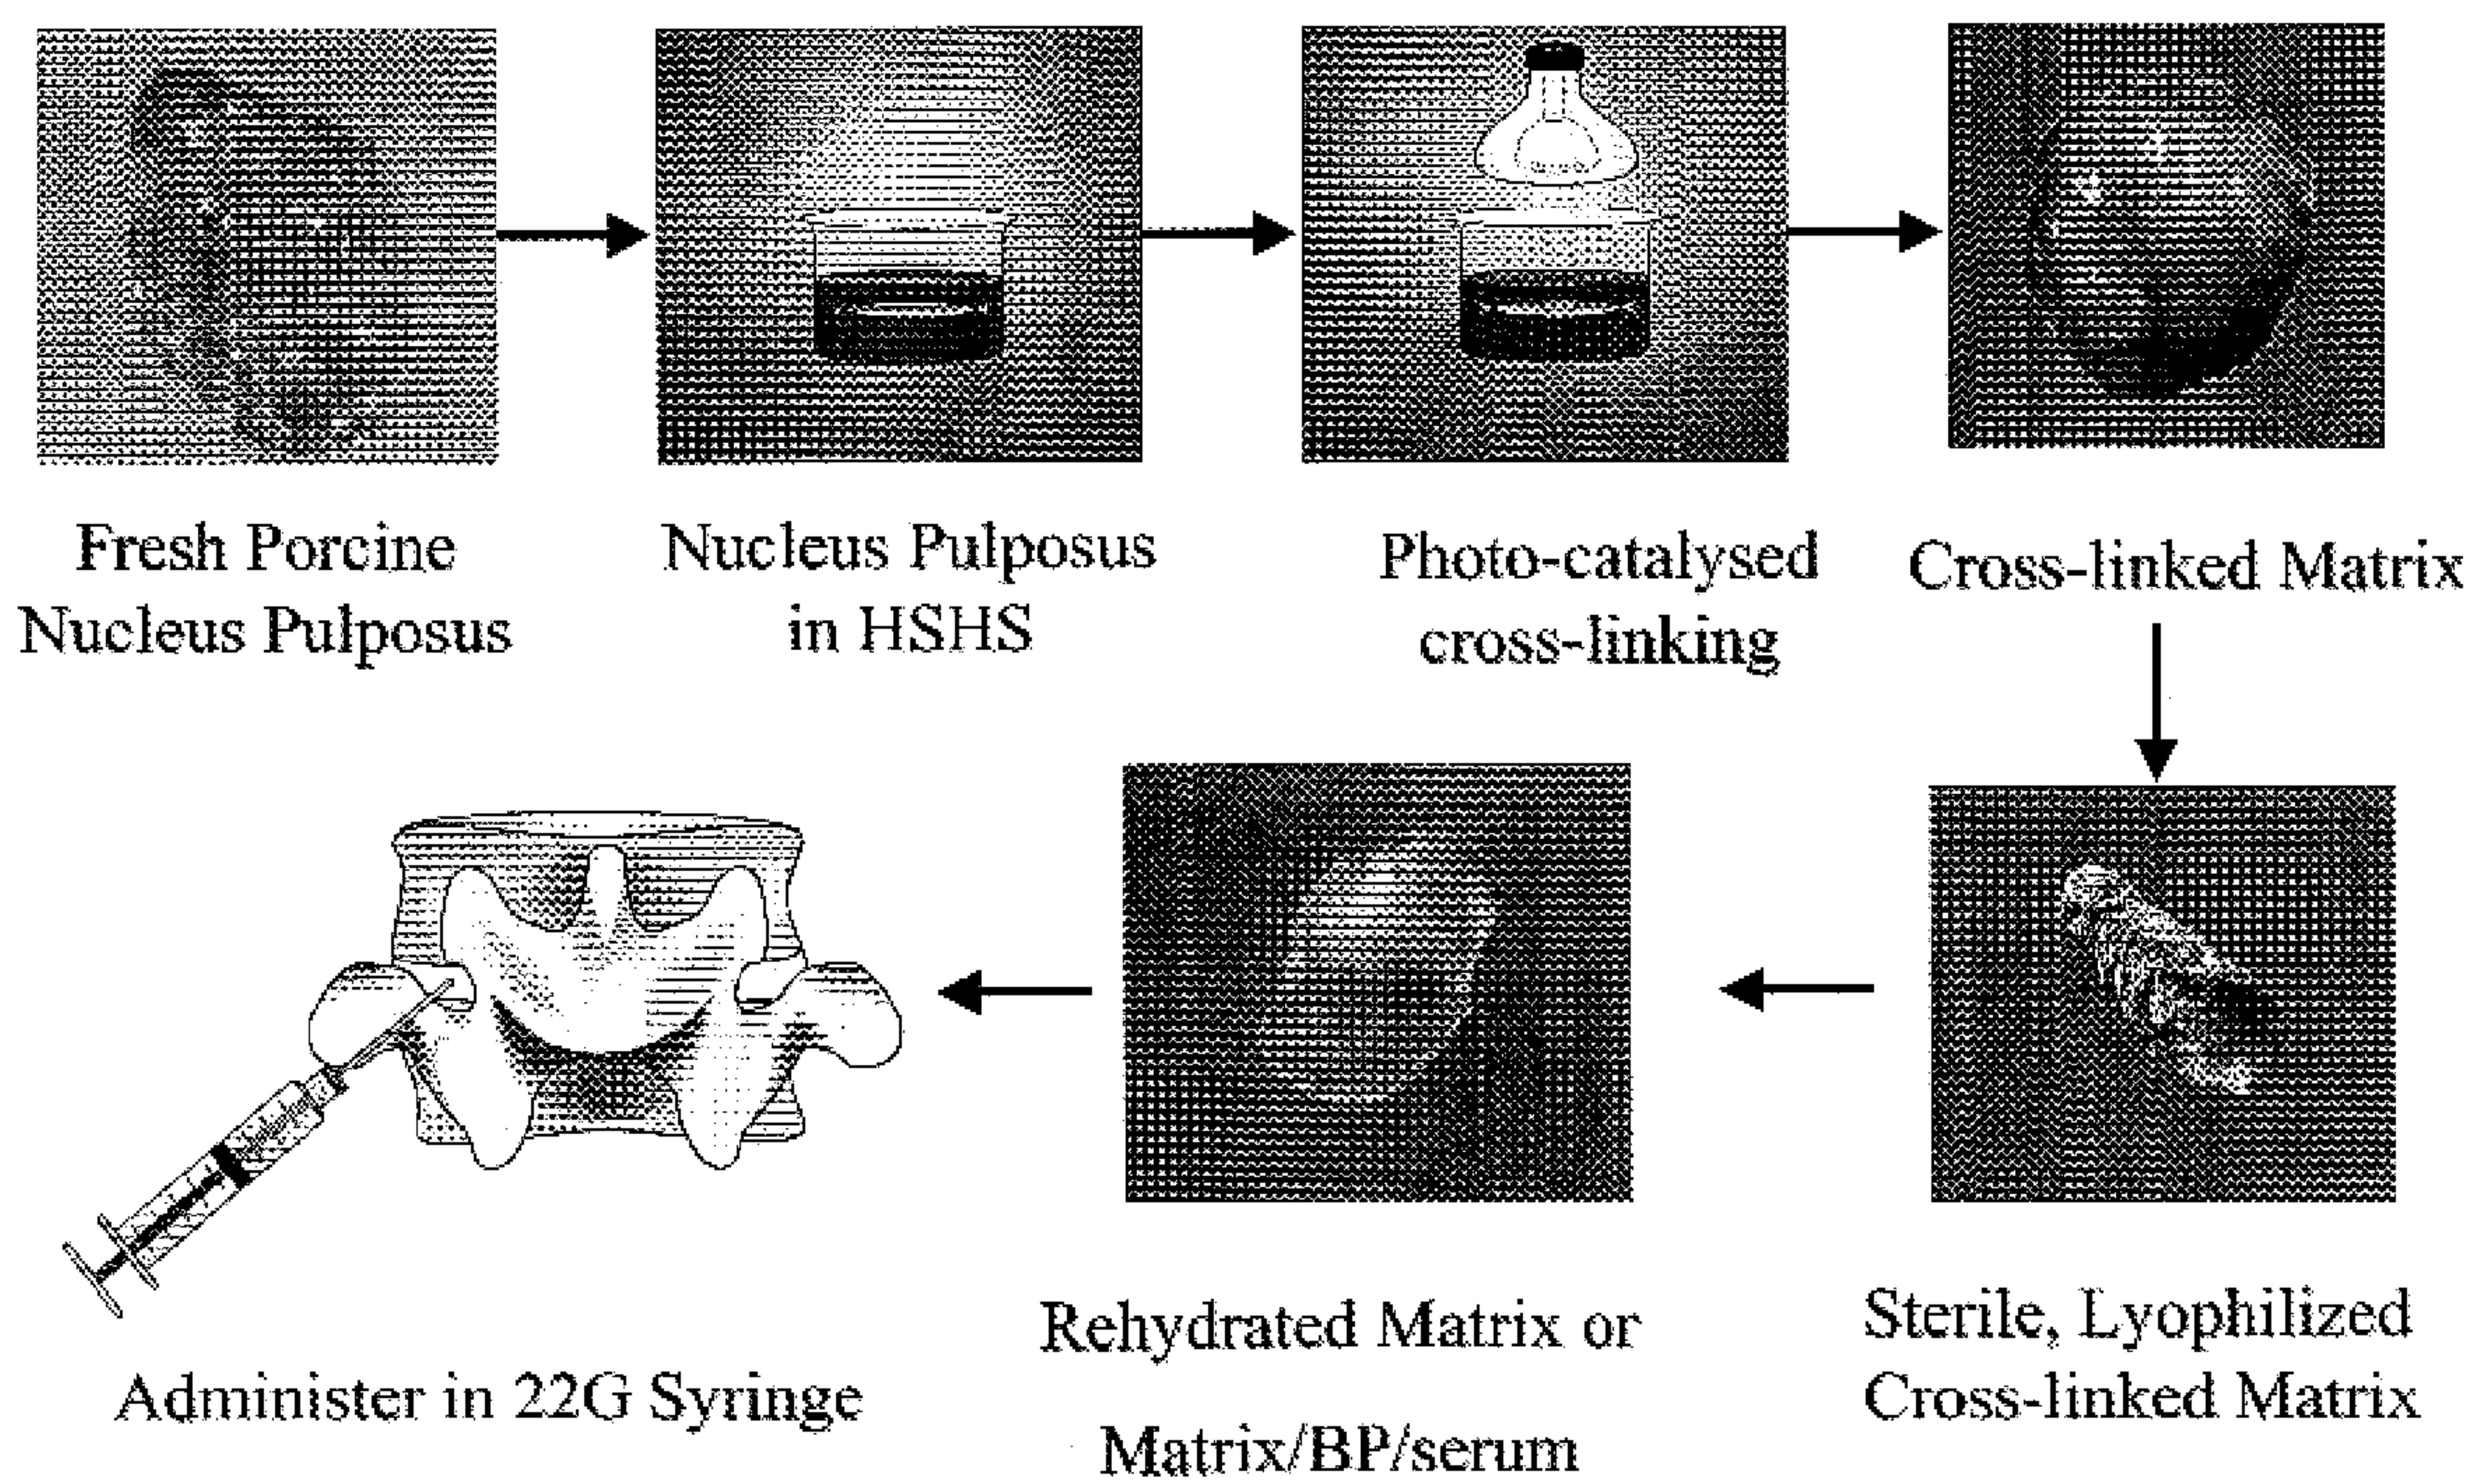 Fresh Porcine
Nucleus Pulposus
Nucleus Pulposus
in HSHS
Photo-catalysed
cross-linking
Cross-linked Matrix
Sterile, Lyophilized
Cross-linked Matrix
Rehydrated Matrix or
Matrix/BP/serum
Administer in 22G Syringe